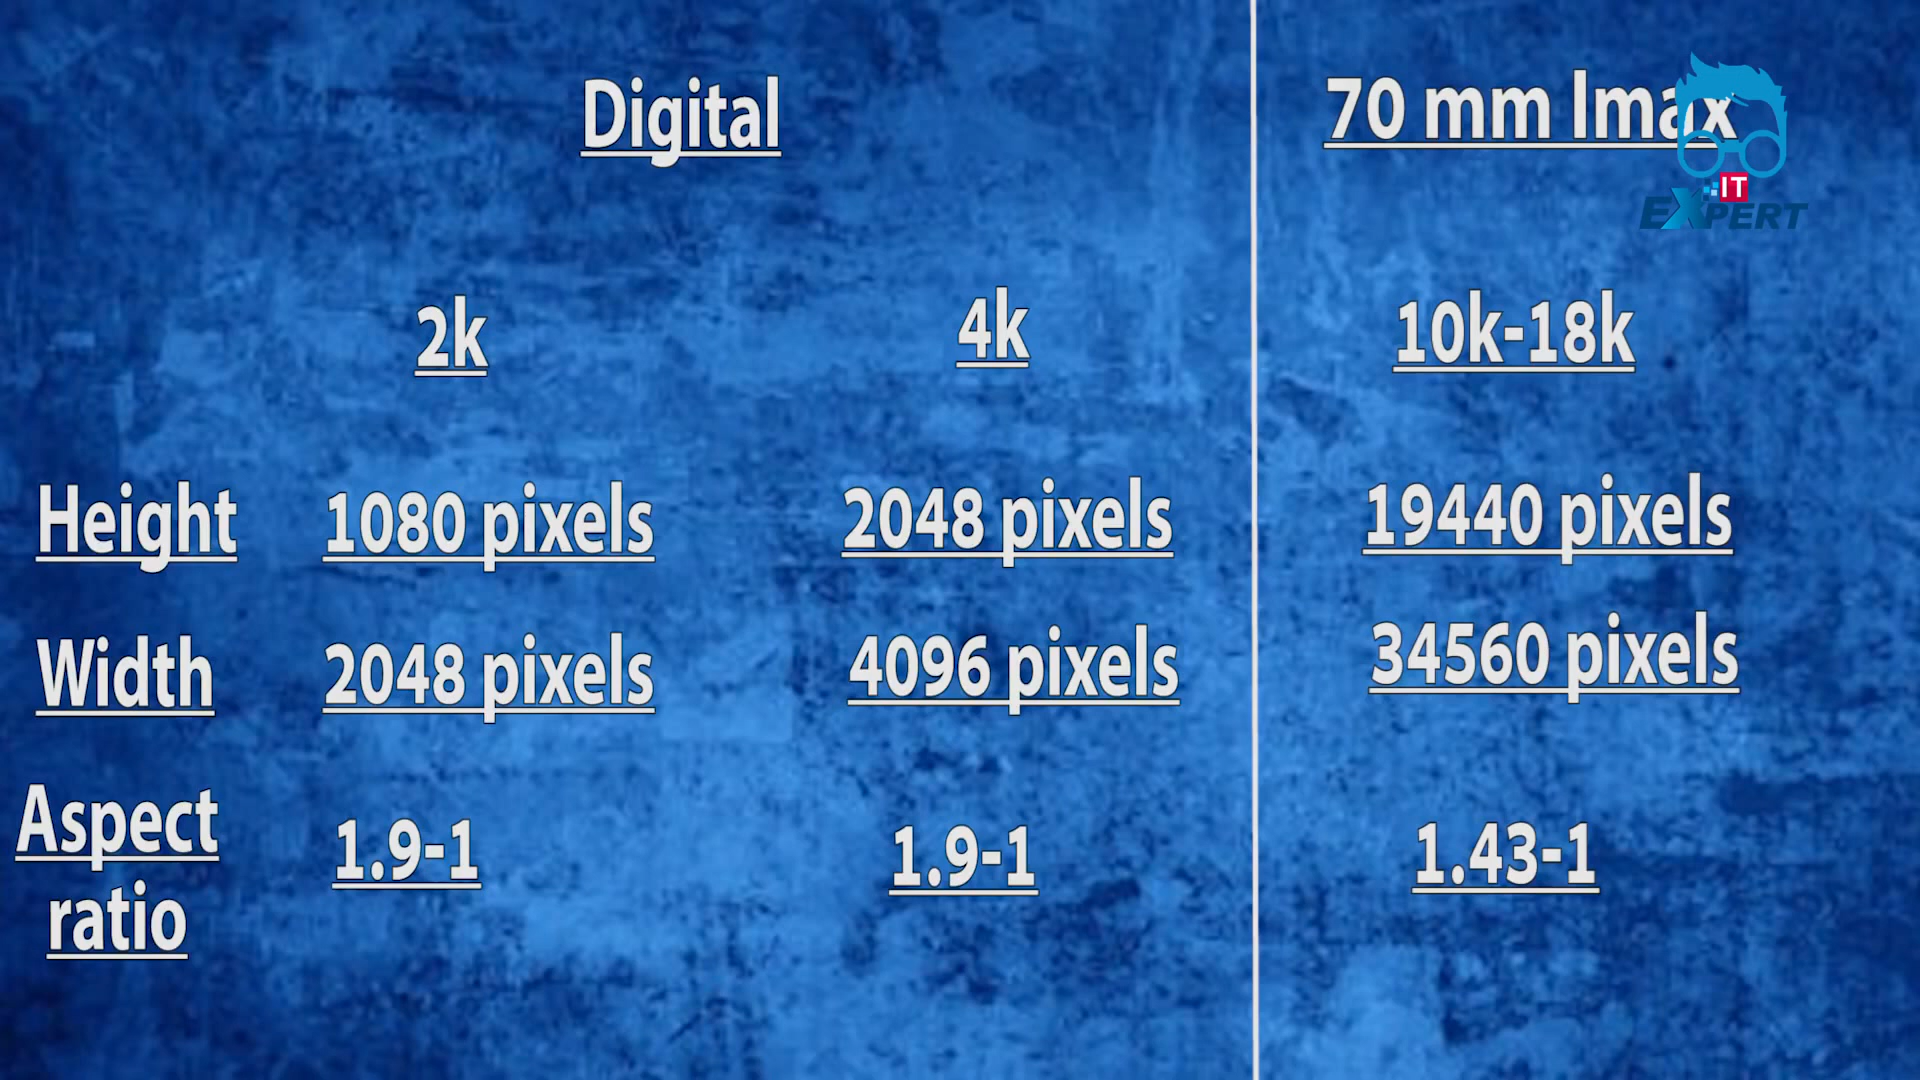 Digital
70 mm Imax
IT
EXPERT
2k
4k
10k-18k
Height
1080 pixels
2048 pixels
19440 pixels
Width
2048 pixels
4096 pixels
34560 pixels
Aspect
ratio
1.9-1
1.9-1
1.43-1